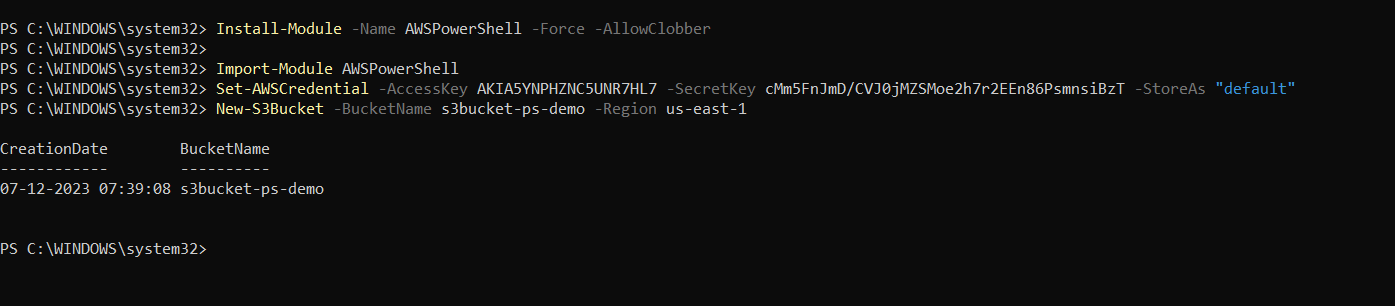 PS C:\WINDOWS\system32> Install-Module -Name AWSPowerShell -Force -AllowClobber
PS C:\WINDOWS\system32>
PS C:\WINDOWS\system32> Import-Module AWSPowerShell
PS C:\WINDOWS\system32> Set-AWSCredential -AccessKey AKIA5YNPHZNC5UNR7HL7 -SecretKey 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 -StoreAs "default"
PS C:\WINDOWS\system32> New-S3Bucket -BucketName s3bucket-ps-demo -Region us-east-1
CreationDate        BucketName
------------        ----------
07-12-2023 07:39:08 s3bucket-ps-demo
PS C:\WINDOWS\system32>